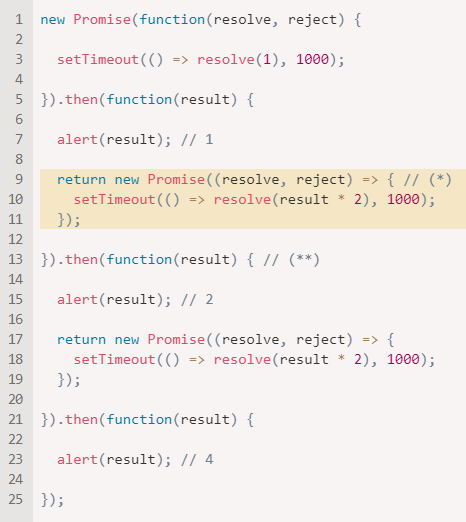 1 new Promise(function(resolve, reject) {
2
3   setTimeout(() => resolve(1), 1000);
4
5 }).then(function(result) {
6
7   alert(result); // 1
8
9   return new Promise((resolve, reject) => { // (*)
10     setTimeout(() => resolve(result * 2), 1000);
11   });
12
13 }).then(function(result) { // (**)
14
15   alert(result); // 2
16
17   return new Promise((resolve, reject) => {
18     setTimeout(() => resolve(result * 2), 1000);
19   });
20
21 }).then(function(result) {
22
23   alert(result); // 4
24
25 });